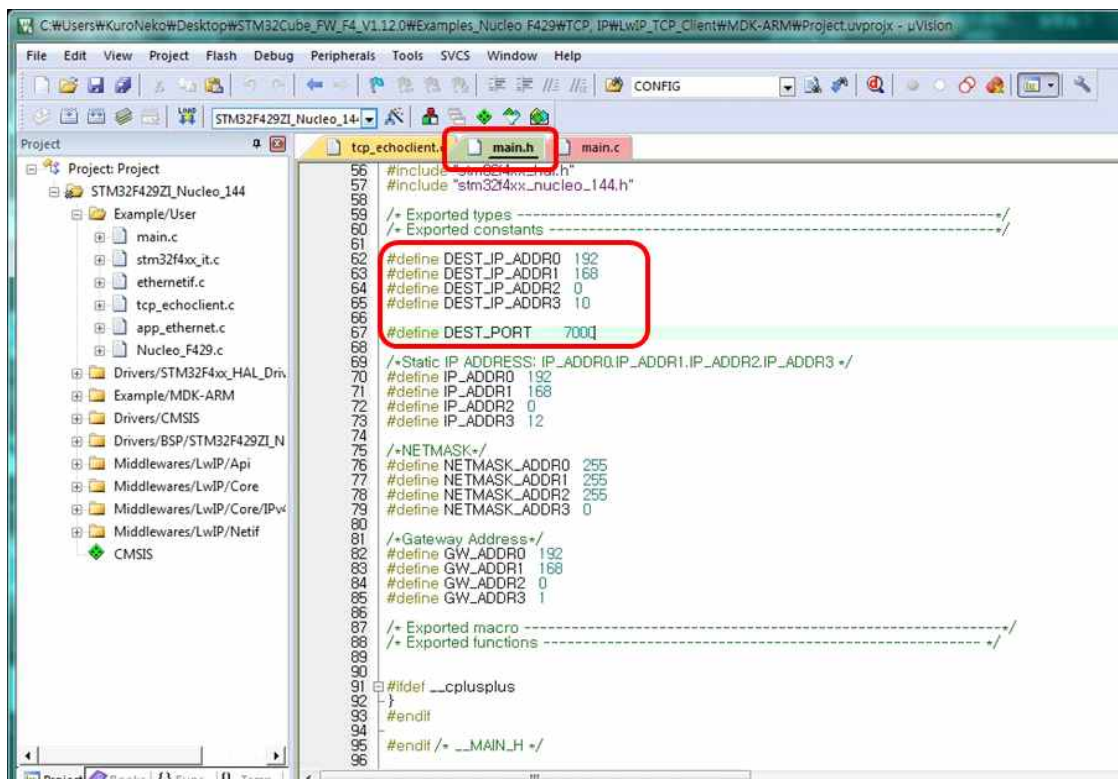 C:₩Users₩KuroNeko₩Desktop₩STM32Cube_FW_F4_V1.12.0₩Examples_Nucleo F429₩TCP, IP₩LwIP_TCP_Client₩MDK-ARM₩Project.uvprojx - µVision
File Edit View Project Flash Debug Peripherals Tools SVCS Window Help
CONFIG
LOAD
STM32F429ZI_Nucleo_14
Project
tcp_echoclient. main.h main.c
Project: Project
STM32F429ZI_Nucleo_144
Example/User
main.c
stm32f4xx_it.c
ethernetif.c
tcp_echoclient.c
app_ethernet.c
Nucleo_F429.c
Drivers/STM32F4xx_HAL_Driv
Example/MDK-ARM
Drivers/CMSIS
Drivers/BSP/STM32F429ZI_N
Middlewares/LwIP/Api
Middlewares/LwIP/Core
Middlewares/LwIP/Core/IPv4
Middlewares/LwIP/Netif
CMSIS
56 #include "stm32f4xx_hal.h"
57 #include "stm32f4xx_nucleo_144.h"
58
59 /* Exported types ------------------------------------------------------------*/
60 /* Exported constants --------------------------------------------------------*/
61
62 #define DEST_IP_ADDR0 192
63 #define DEST_IP_ADDR1 168
64 #define DEST_IP_ADDR2 0
65 #define DEST_IP_ADDR3 10
66
67 #define DEST_PORT 7000
68
69 /*Static IP ADDRESS: IP_ADDR0.IP_ADDR1.IP_ADDR2.IP_ADDR3 */
70 #define IP_ADDR0 192
71 #define IP_ADDR1 168
72 #define IP_ADDR2 0
73 #define IP_ADDR3 12
74
75 /*NETMASK*/
76 #define NETMASK_ADDR0 255
77 #define NETMASK_ADDR1 255
78 #define NETMASK_ADDR2 255
79 #define NETMASK_ADDR3 0
80
81 /*Gateway Address*/
82 #define GW_ADDR0 192
83 #define GW_ADDR1 168
84 #define GW_ADDR2 0
85 #define GW_ADDR3 1
86
87 /* Exported macro ------------------------------------------------------------*/
88 /* Exported functions ------------------------------------------------------- */
89
90
91 #ifdef __cplusplus
92 }
93 #endif
94
95 #endif /* __MAIN_H */
96